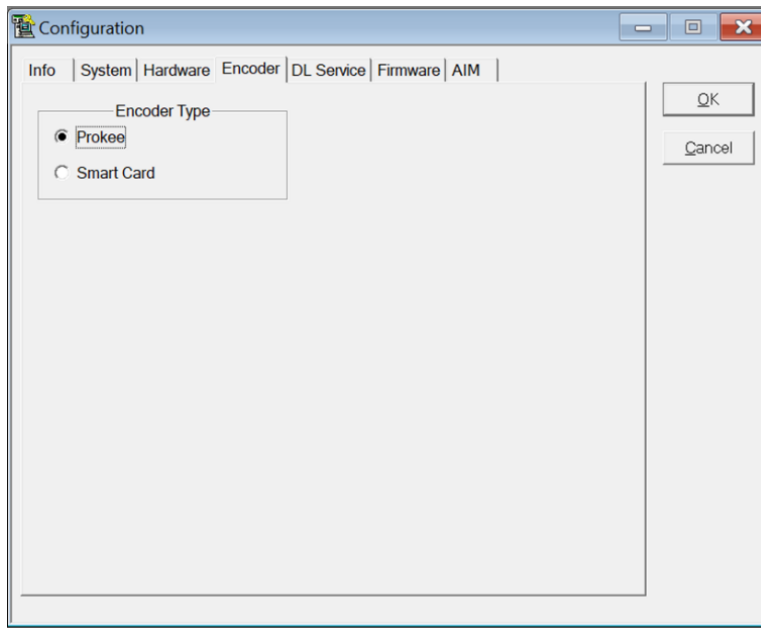 Configuration
Info System Hardware Encoder DL Service Firmware AIM
OK
Encoder Type
Prokee
Cancel
Smart Card